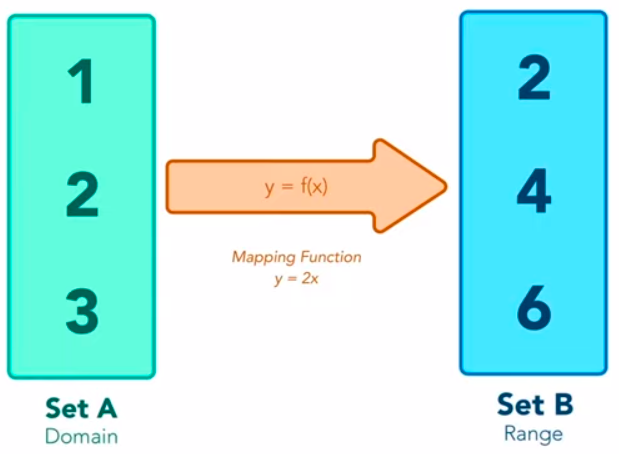 1
2
3
Set A
Domain
y = f(x)
Mapping Function
y = 2x
2
4
6
Set B
Range